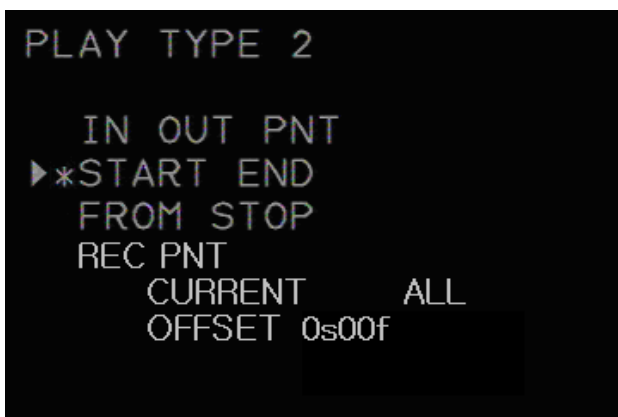 PLAY TYPE 2
IN OUT PNT
▶*START END
FROM STOP
REC PNT
CURRENT ALL
OFFSET 0s00f